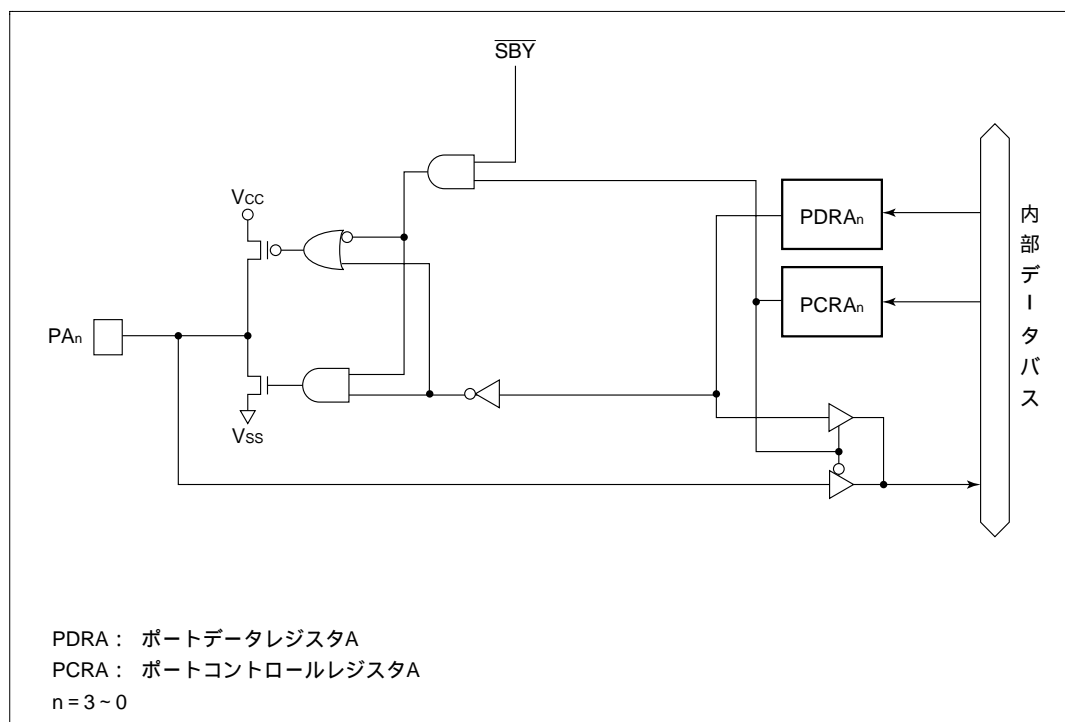 SBY
VCC
PDRAn
PCRAn
内部データバス
PAn
VSS
PDRA : ポートデータレジスタA
PCRA : ポートコントロールレジスタA
n = 3 ~ 0